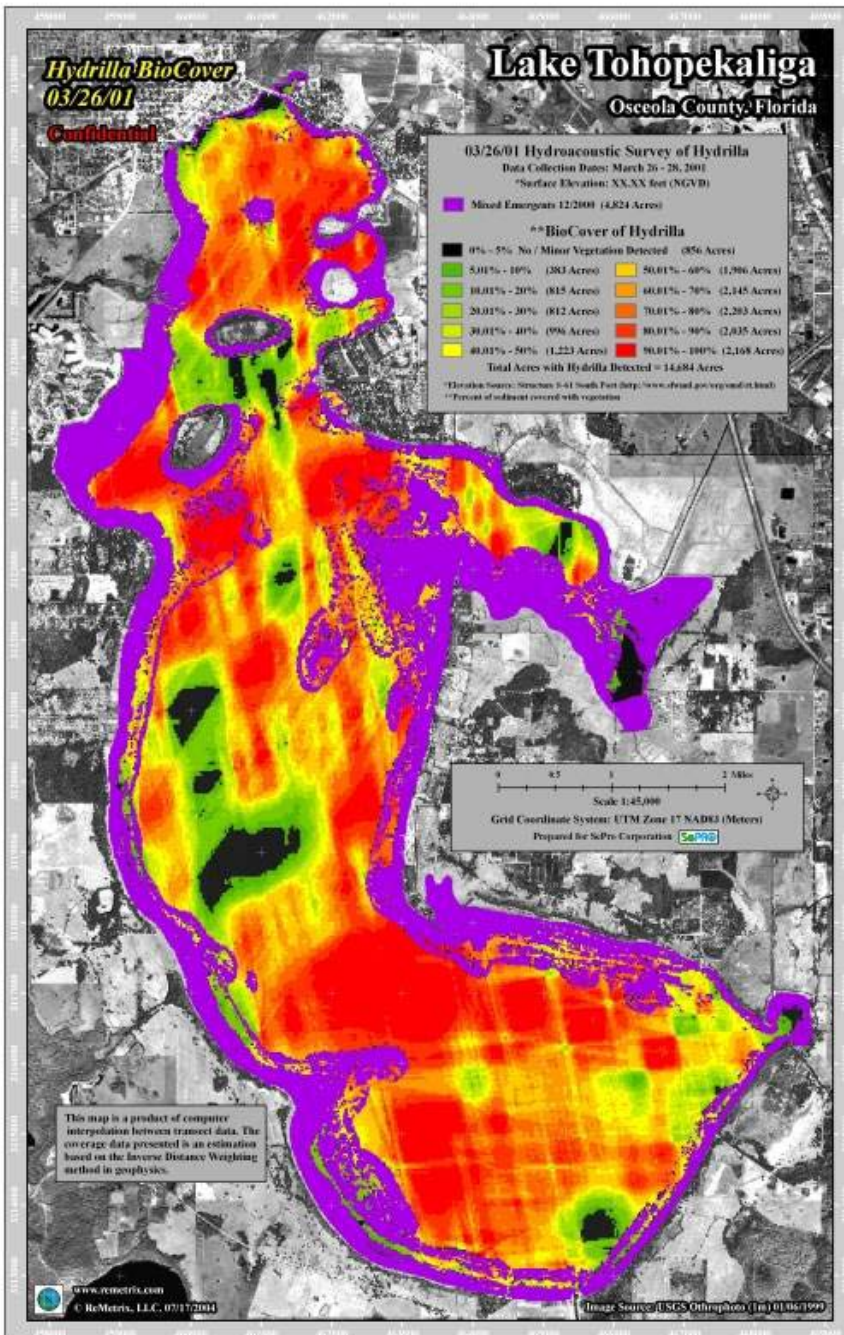 Hydrilla BioCover
03/26/01
Confidential
Lake Tohopekaliga
Osceola County, Florida
03/26/01 Hydroacoustic Survey of Hydrilla
Data Collection Dates: March 26 - 28, 2001
*Surface Elevation: XX.XX feet (NGVD)
Mixed Emergents 12/2000 (4,824 Acres)
**BioCover of Hydrilla
0% - 5% No / Minor Vegetation Detected (856 Acres)
5.01% - 10% (383 Acres)
10.01% - 20% (815 Acres)
20.01% - 30% (812 Acres)
30.01% - 40% (996 Acres)
40.01% - 50% (1,223 Acres)
50.01% - 60% (1,906 Acres)
60.01% - 70% (2,145 Acres)
70.01% - 80% (2,203 Acres)
80.01% - 90% (2,035 Acres)
90.01% - 100% (2,168 Acres)
Total Acres with Hydrilla Detected = 14,684 Acres
*Elevation Source: Structure S-61 South Port
**Percent of sediment covered with vegetation
0 0.5 1 2 Miles
Scale 1:45,000
Grid Coordinate System: UTM Zone 17 NAD83 (Meters)
Prepared for SePro Corporation SePRO
This map is a product of computer
interpolation between transect data. The
coverage data presented is an estimation
based on the Inverse Distance Weighting
method in geophysics.
www.remetrix.com
© ReMetrix, LLC. 07/17/2004
Image Source: USGS Othrophoto (1m) 01/06/1999